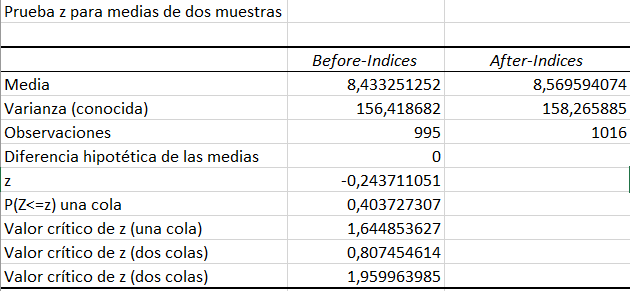 Prueba z para medias de dos muestras
Before-Indices After-Indices
Media 8,433251252 8,569594074
Varianza (conocida) 156,418682 158,265885
Observaciones 995 1016
Diferencia hipotética de las medias 0
z -0,243711051
P(Z<=z) una cola 0,403727307
Valor crítico de z (una cola) 1,644853627
Valor crítico de z (dos colas) 0,807454614
Valor crítico de z (dos colas) 1,959963985